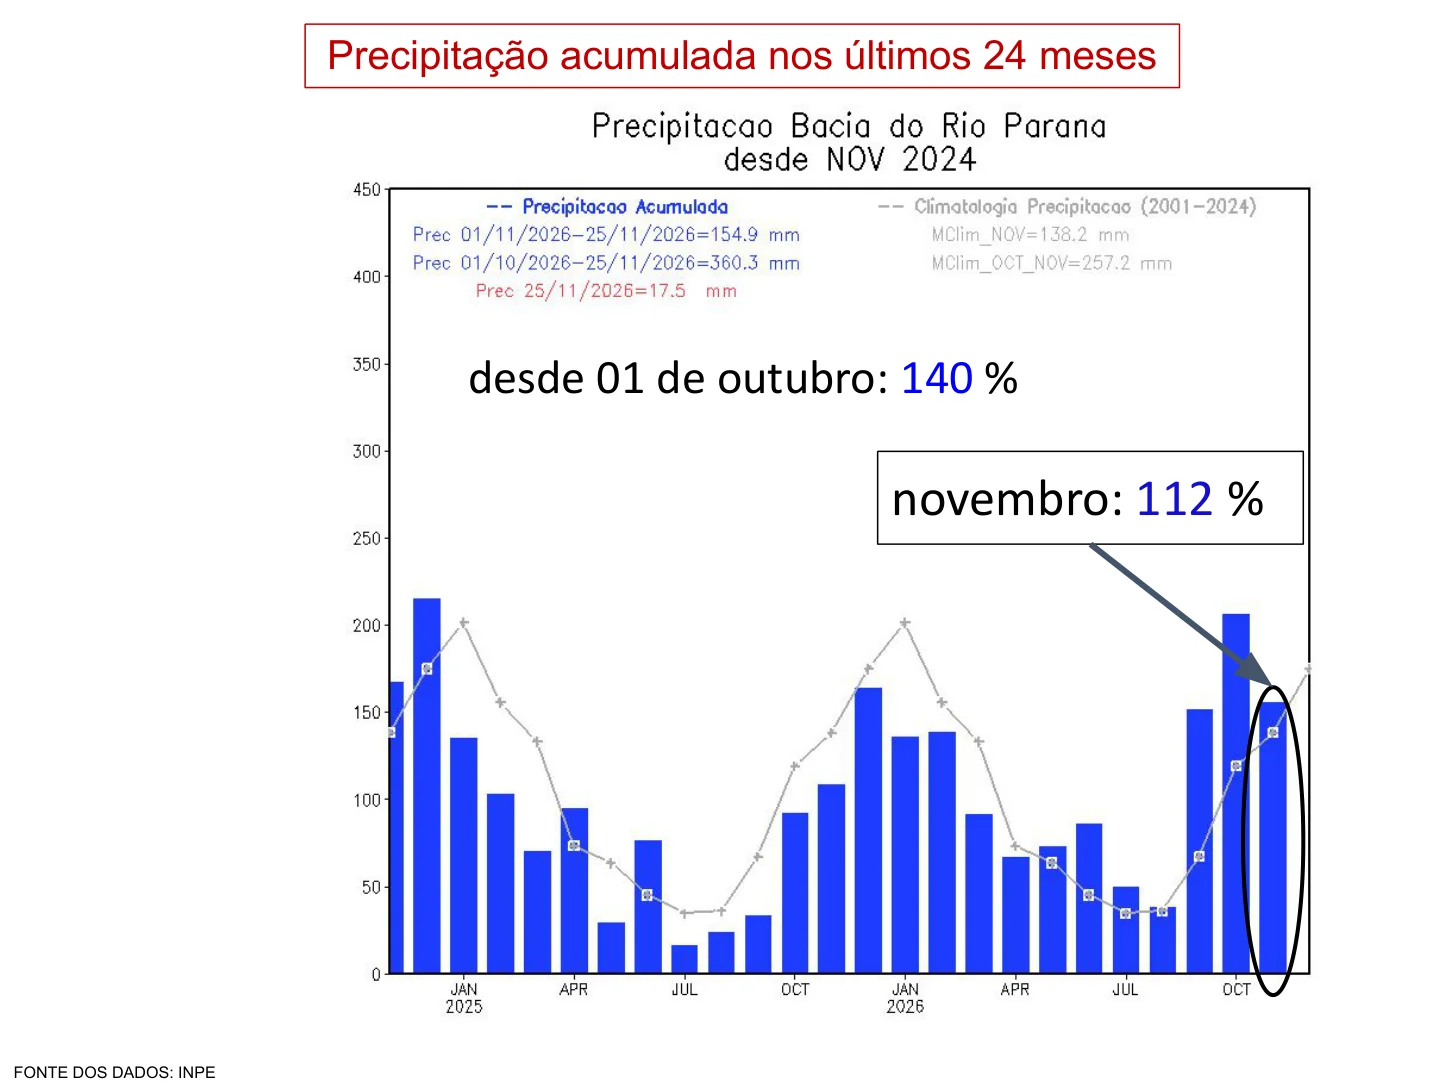 Precipitação acumulada nos últimos 24 meses
Precipitacao Bacia do Rio Parana
desde NOV 2024
450
-- Precipitacao Acumulada
-- Climatologia Precipitacao (2001-2024)
Prec 01/11/2026-25/11/2026=154.9 mm
MClim_NOV=138.2 mm
Prec 01/10/2026-25/11/2026=360.3 mm
MClim_OCT_NOV=257.2 mm
400
Prec 25/11/2026=17.5 mm
350
desde 01 de outubro: 140 %
300
novembro: 112 %
250
200
150
100
50
0
JAN APR JUL OCT JAN APR JUL OCT
2025 2026
FONTE DOS DADOS: INPE